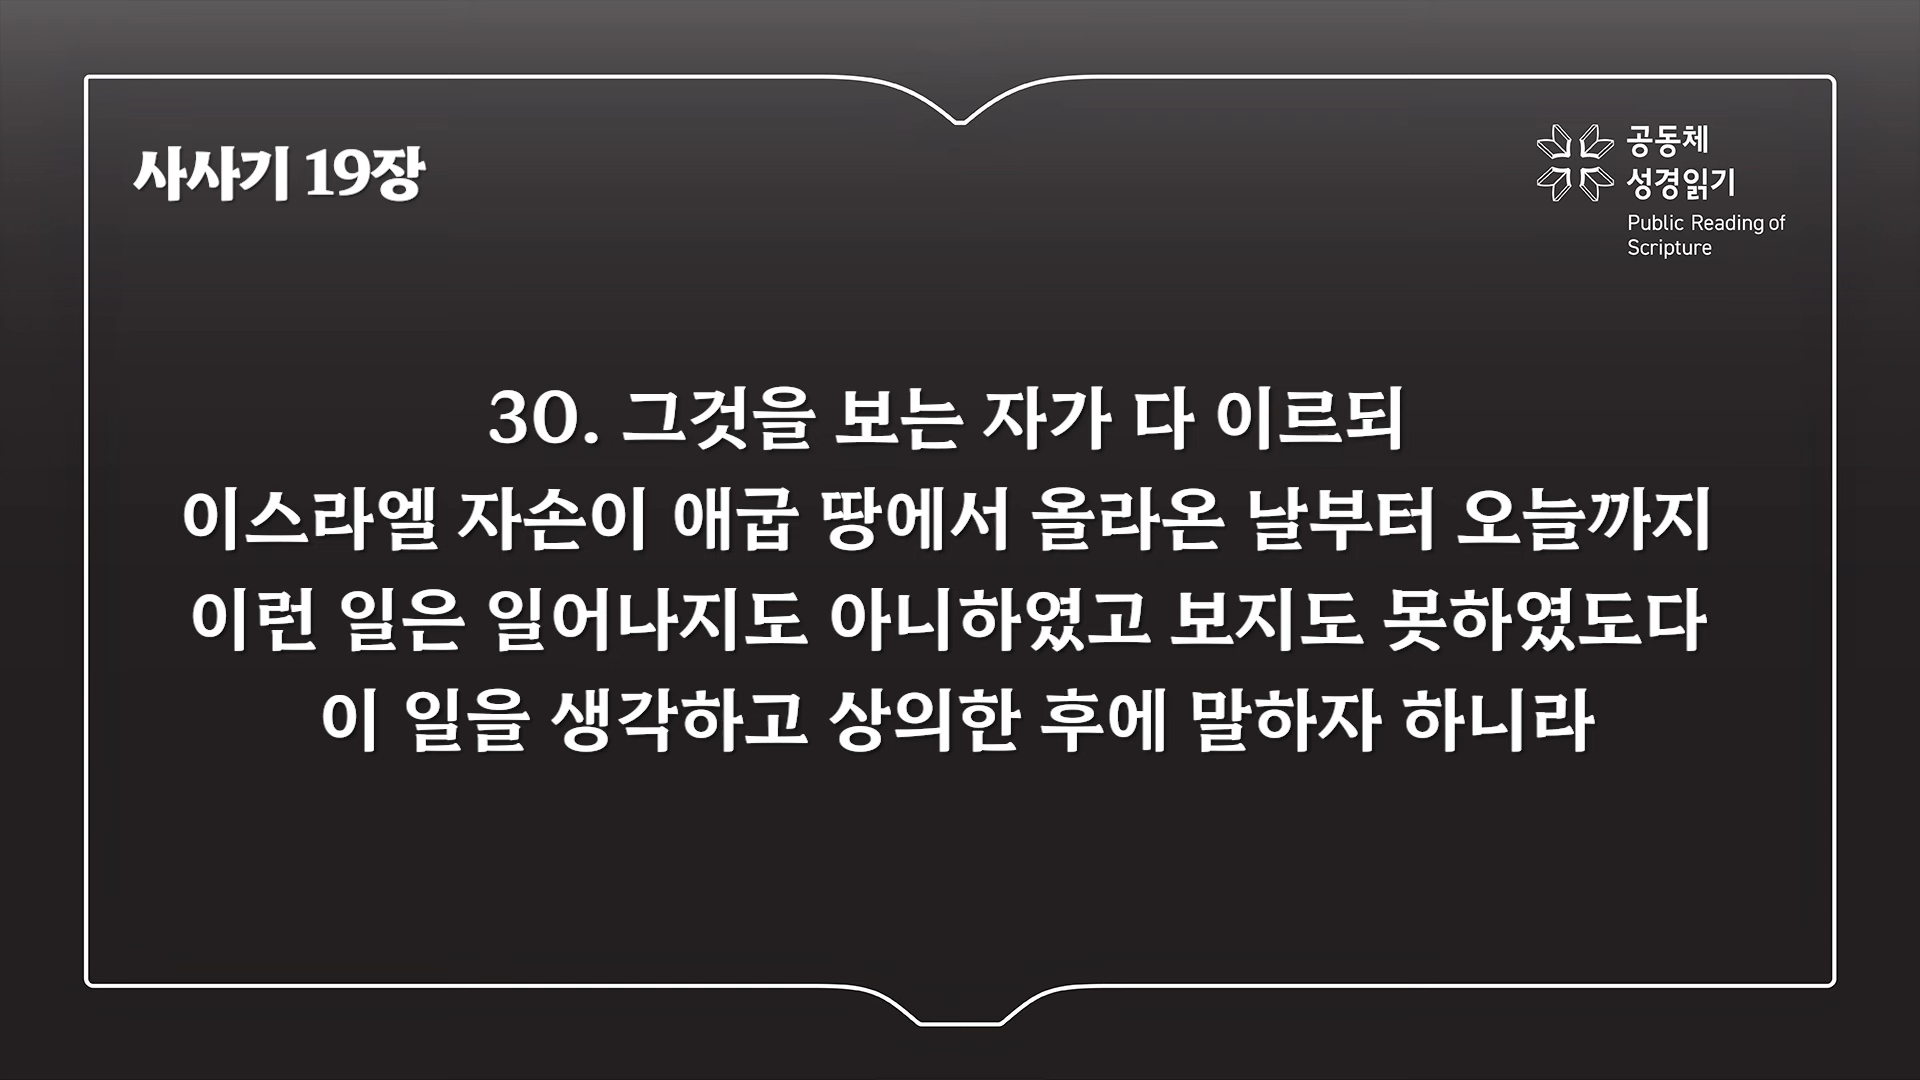 사사기 19장
공동체
성경읽기
Public Reading of
Scripture
30. 그것을 보는 자가 다 이르되
이스라엘 자손이 애굽 땅에서 올라온 날부터 오늘까지
이런 일은 일어나지도 아니하였고 보지도 못하였도다
이 일을 생각하고 상의한 후에 말하자 하니라